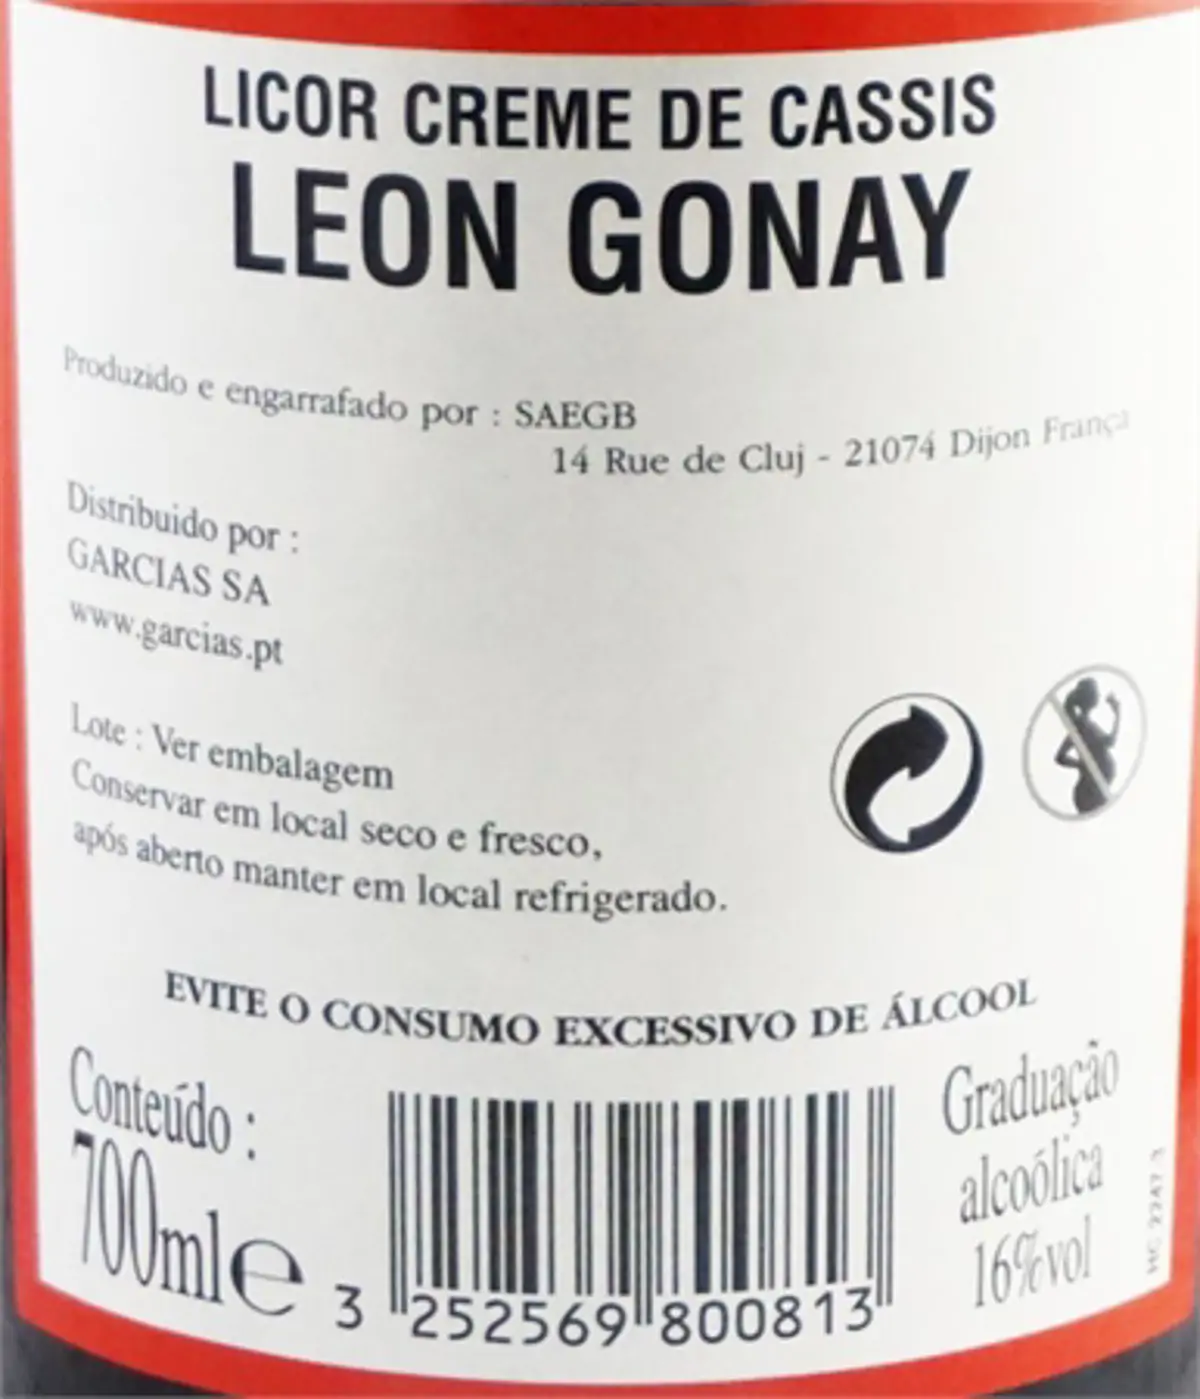 LICOR CREME DE CASSIS
LEON GONAY
Produzido e engarrafado por : SAEGB
14 Rue de Cluj - 21074 Dijon França
Distribuido por :
GARCIAS SA
www.garcias.pt
Lote : Ver embalagem
Conservar em local seco e fresco,
após aberto manter em local refrigerado.
EVITE O CONSUMO EXCESSIVO DE ÁLCOOL
Conteúdo :
700ml e
Graduação
alcoólica
16%vol
3 252569 800813